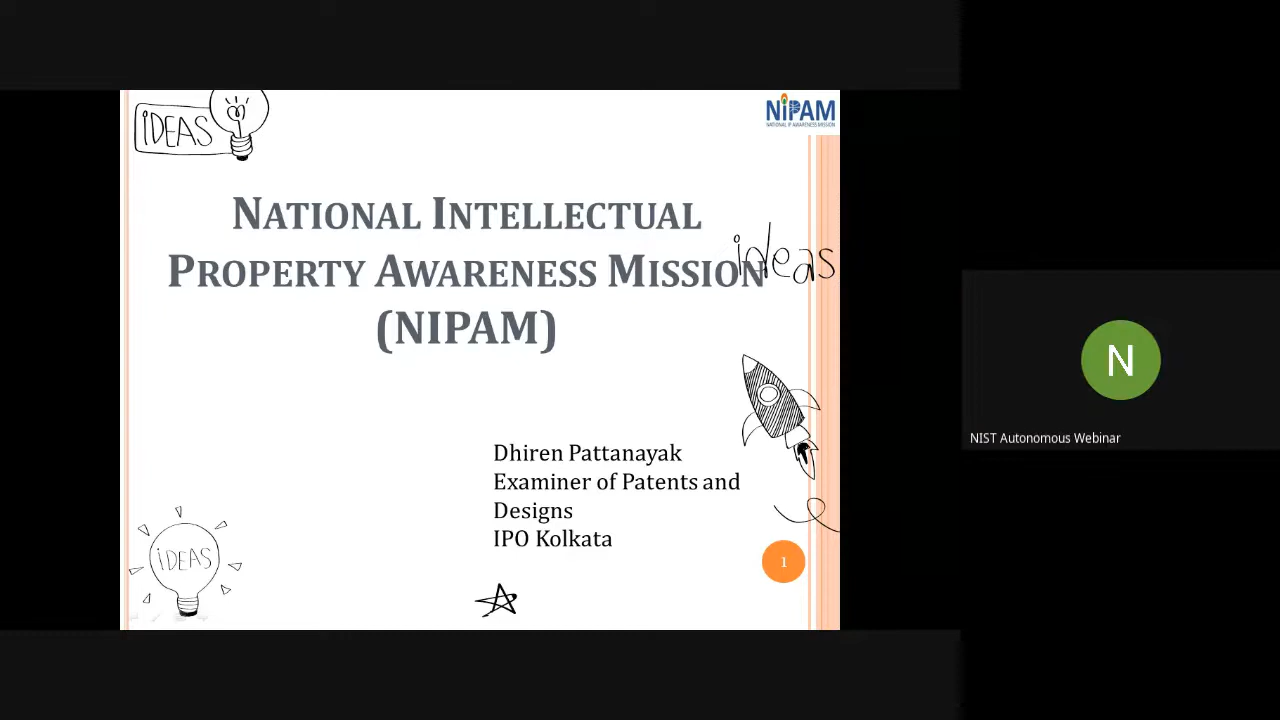 IDEAS
NiPAM
NATIONAL IP AWARENESS MISSION
NATIONAL INTELLECTUAL
PROPERTY AWARENESS MISSION
(NIPAM)
ideas
Dhiren Pattanayak
Examiner of Patents and
Designs
IPO Kolkata
IDEAS
1
N
NIST Autonomous Webinar